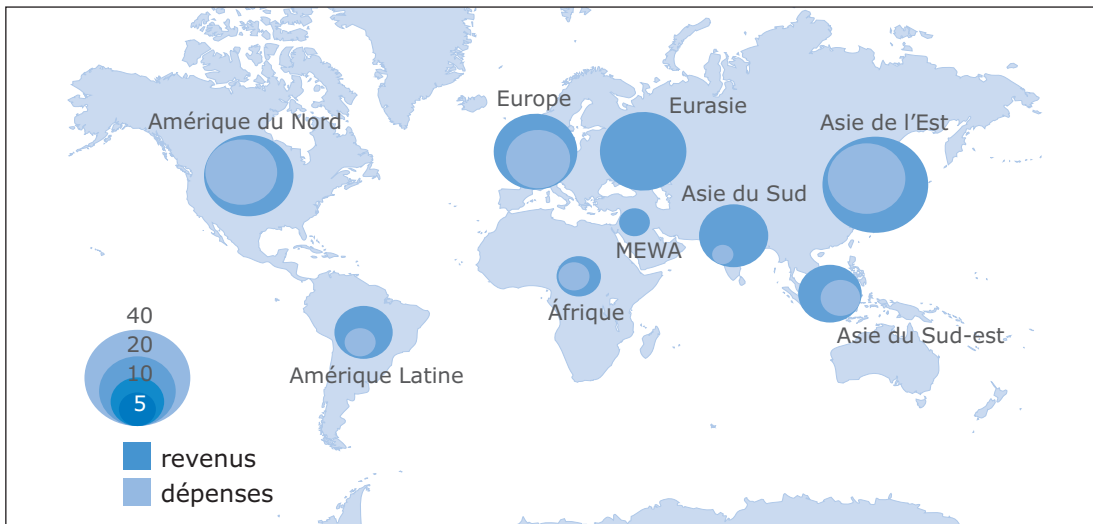 Europe
Eurasie
Amérique du Nord
Asie de l'Est
Asie du Sud
MEWA
Áfrique
Asie du Sud-est
Amérique Latine
40
20
10
5
revenus
dépenses